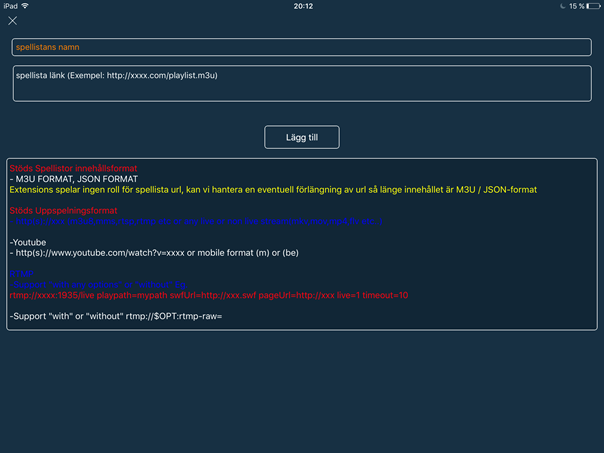 iPad 20:12 15 %
spellistans namn
spellista länk (Exempel: http://xxxx.com/playlist.m3u)
Lägg till
Stöds Spellistor innehållsformat
- M3U FORMAT, JSON FORMAT
Extensions spelar ingen roll för spellista url, kan vi hantera en eventuell förlängning av url så länge innehållet är M3U / JSON-format
Stöds Uppspelningsformat
-Youtube
- http(s)://www.youtube.com/watch?v=xxxx or mobile format (m) or (be)
RTMP
rtmp://xxxx:1935/live playpath=mypath swfUrl=http://xxx.swf pageUrl=http://xxx live=1 timeout=10
-Support "with" or "without" rtmp://$OPT:rtmp-raw=